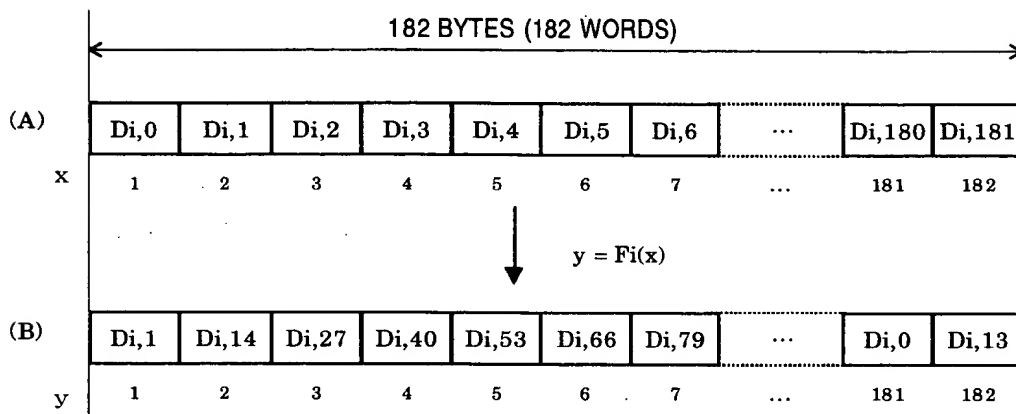 182 BYTES (182 WORDS)
(A) Di,0 Di,1 Di,2 Di,3 Di,4 Di,5 Di,6 ... Di,180 Di,181
x 1 2 3 4 5 6 7 ... 181 182
y = Fi(x)
(B) Di,1 Di,14 Di,27 Di,40 Di,53 Di,66 Di,79 ... Di,0 Di,13
y 1 2 3 4 5 6 7 ... 181 182